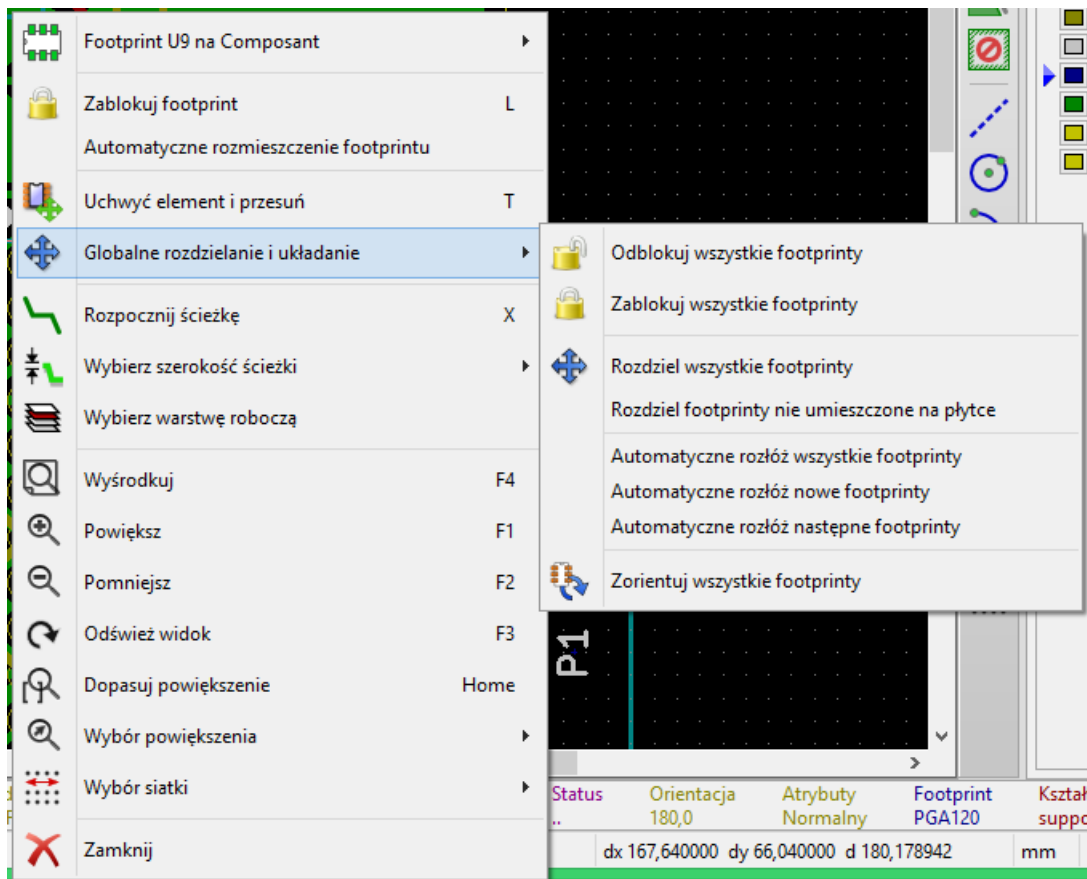 Footprint U9 na Composant
Zablokuj footprint L
Automatyczne rozmieszczenie footprintu
Uchwyć element i przesuń T
Globalne rozdzielanie i układanie
Rozpocznij ścieżkę X
Wybierz szerokość ścieżki
Wybierz warstwę roboczą
Wyśrodkuj F4
Powiększ F1
Pomniejsz F2
Odśwież widok F3
Dopasuj powiększenie Home
Wybór powiększenia
Wybór siatki
Zamknij
Odblokuj wszystkie footprinty
Zablokuj wszystkie footprinty
Rozdziel wszystkie footprinty
Rozdziel footprinty nie umieszczone na płytce
Automatyczne rozłóż wszystkie footprinty
Automatyczne rozłóż nowe footprinty
Automatyczne rozłóż następne footprinty
Zorientuj wszystkie footprinty
P1
Status Orientacja Atrybuty Footprint
.. 180,0 Normalny PGA120
dx 167,640000 dy 66,040000 d 180,178942 mm